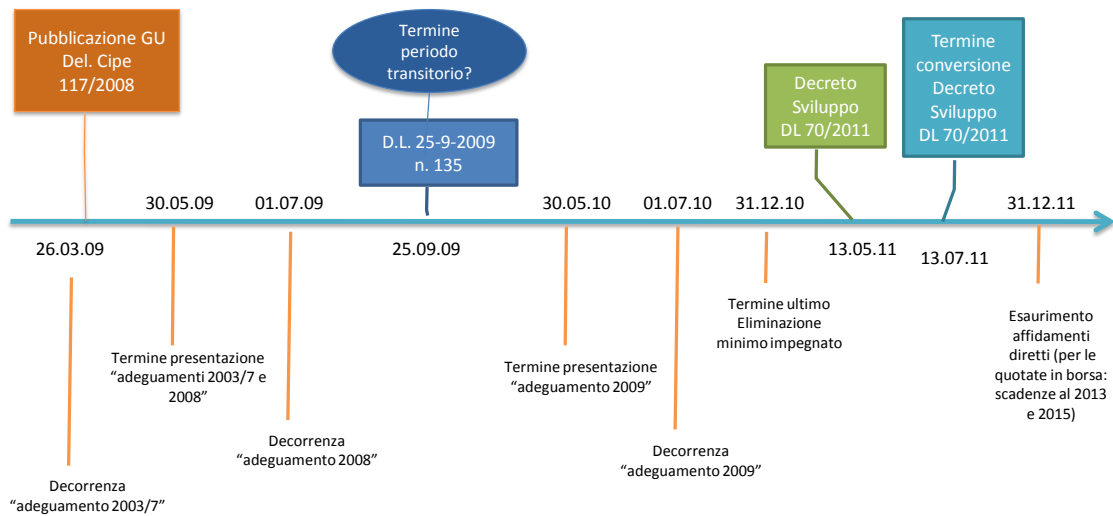 Pubblicazione GU
Del. Cipe
117/2008
Termine
periodo
transitorio?
D.L. 25-9-2009
n. 135
Decreto
Sviluppo
DL 70/2011
Termine
conversione
Decreto
Sviluppo
DL 70/2011
30.05.09
01.07.09
30.05.10
01.07.10
31.12.10
31.12.11
26.03.09
25.09.09
13.05.11
13.07.11
Termine presentazione
“adeguamenti 2003/7 e
2008”
Termine presentazione
“adeguamento 2009”
Termine ultimo
Eliminazione
minimo impegnato
Esaurimento
affidamenti
diretti (per le
quotate in borsa:
scadenze al 2013
e 2015)
Decorrenza
“adeguamento 2008”
Decorrenza
“adeguamento 2009”
Decorrenza
“adeguamento 2003/7”